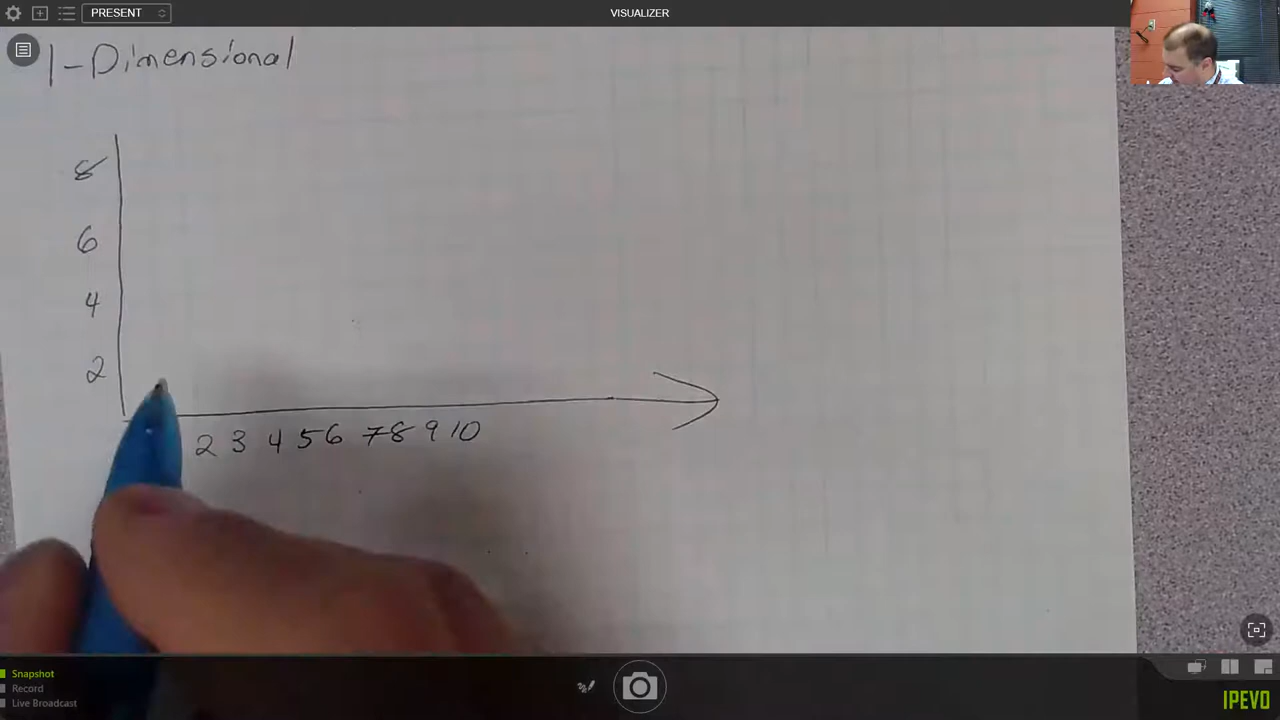 PRESENT
VISUALIZER
1-Dimensional
8
6
4
2
2 3 4 5 6 7 8 9 10
Snapshot
Record
Live Broadcast
IPEVO